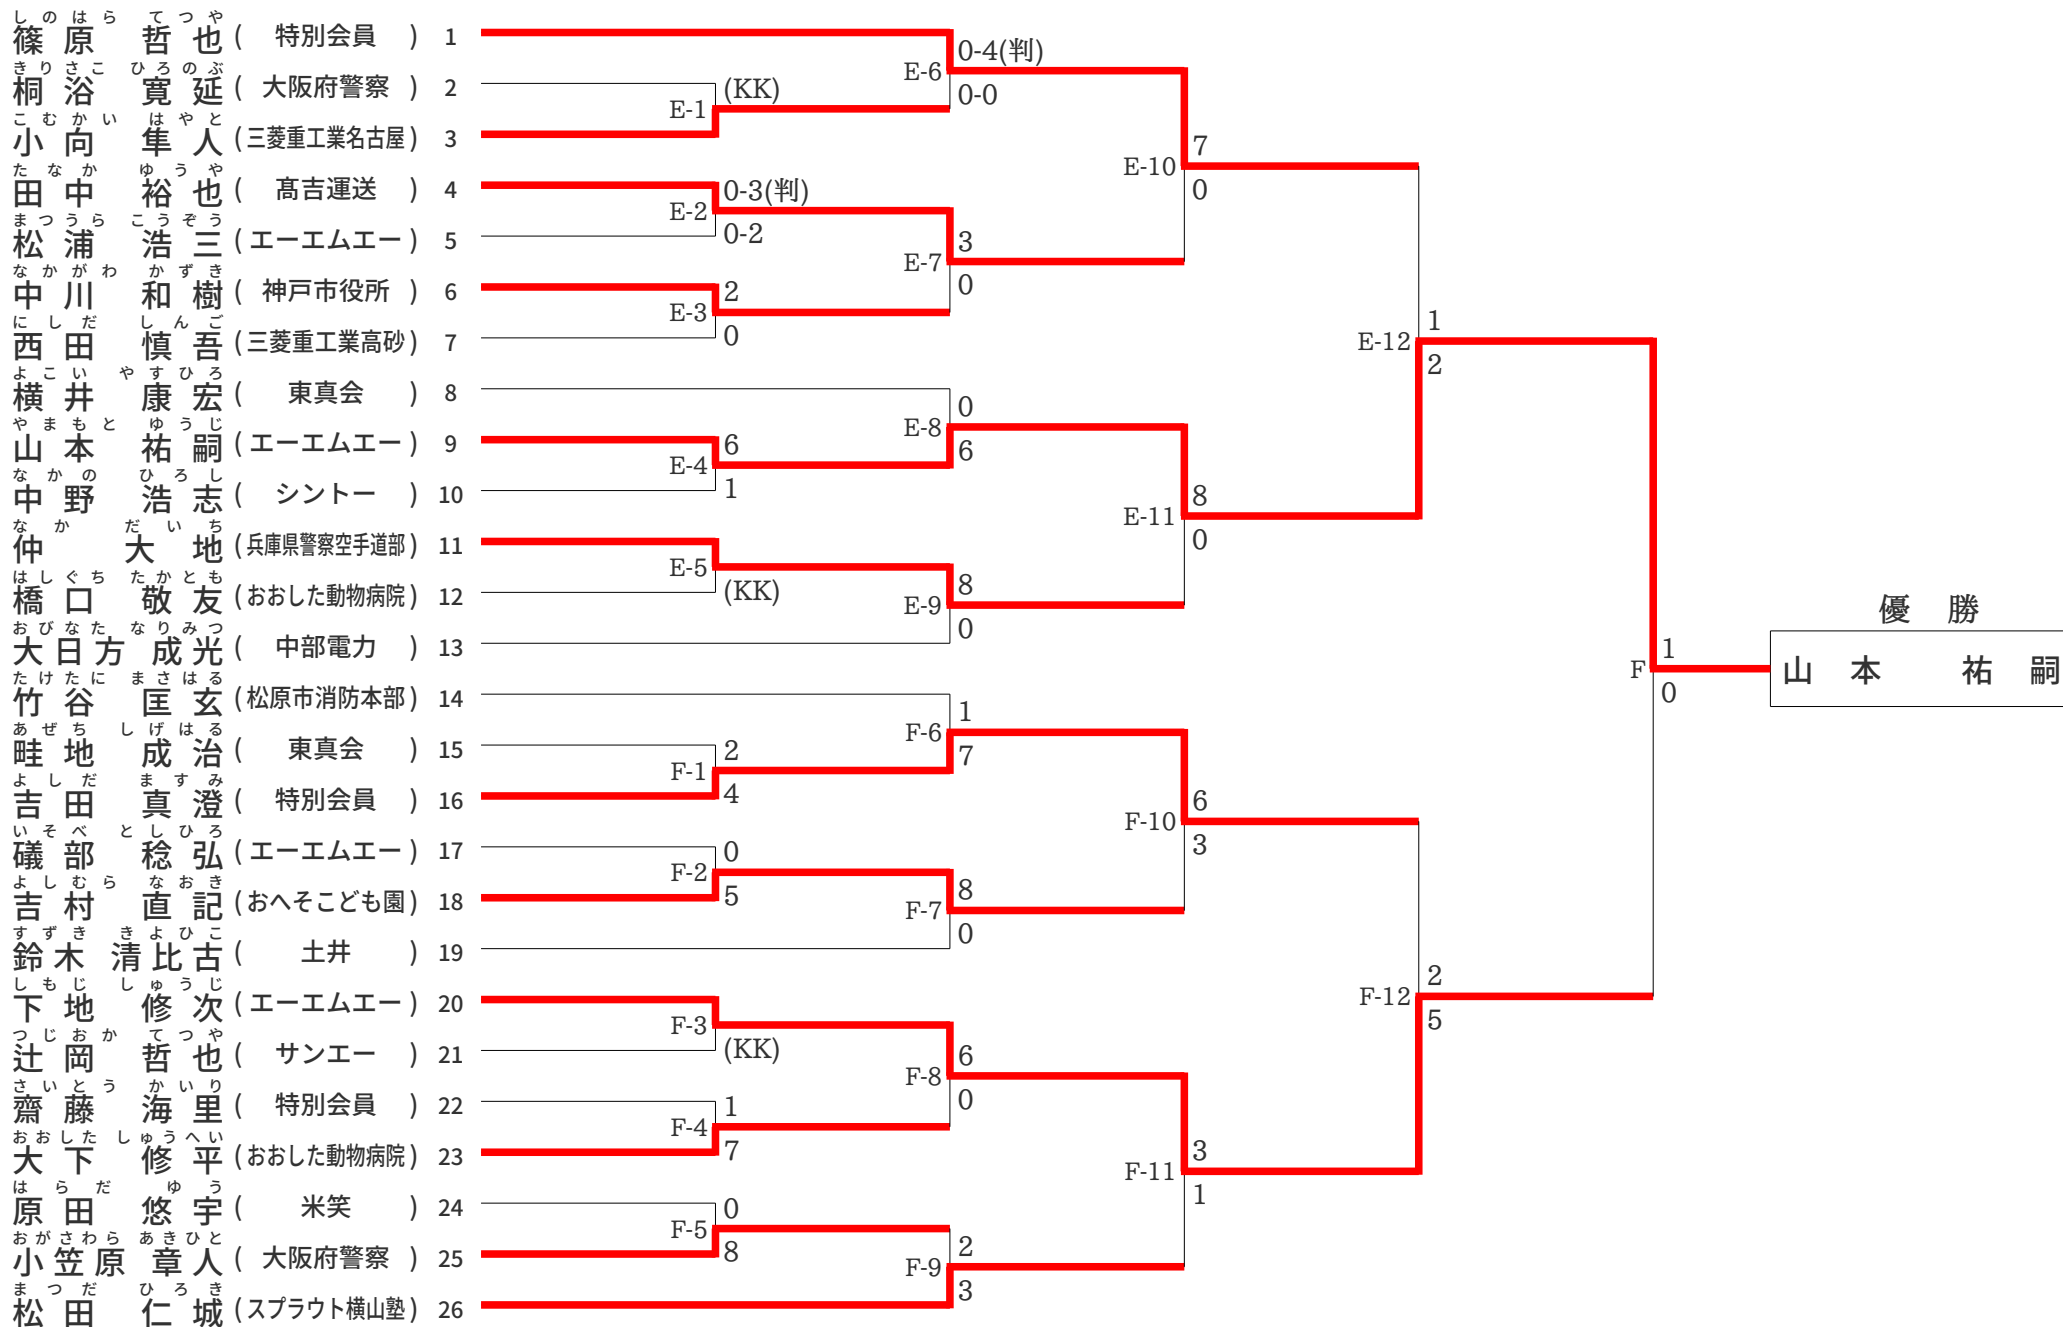 しのはら てつや
篠原 哲也 ( 特別会員 ) 1
きりさこ ひろのぶ
桐浴 寛延 ( 大阪府警察 ) 2
こむかい はやと
小向 隼人 (三菱重工業名古屋) 3
たなか ゆうや
田中 裕也 ( 髙吉運送 ) 4
まつうら こうぞう
松浦 浩三 (エーエムエー) 5
なかがわ かずき
中川 和樹 ( 神戸市役所 ) 6
にしだ しんご
西田 慎吾 (三菱重工業高砂) 7
よこい やすひろ
横井 康宏 ( 東真会 ) 8
やまもと ゆうじ
山本 祐嗣 (エーエムエー) 9
なかの ひろし
中野 浩志 ( シントー ) 10
なか だいち
仲 大地 (兵庫県警察空手道部) 11
はしぐち たかとも
橋口 敬友 (おおした動物病院) 12
おびなた なりみつ
大日方 成光 ( 中部電力 ) 13
たけたに まさはる
竹谷 匡玄 (松原市消防本部) 14
あぜち しげはる
畦地 成治 ( 東真会 ) 15
よしだ ますみ
吉田 真澄 ( 特別会員 ) 16
いそべ としひろ
礒部 稔弘 (エーエムエー) 17
よしむら なおき
吉村 直記 (おへそこども園) 18
すずき きよひこ
鈴木 清比古 ( 土井 ) 19
しもじ しゅうじ
下地 修次 (エーエムエー) 20
つじおか てつや
辻岡 哲也 ( サンエー ) 21
さいとう かいり
齋藤 海里 ( 特別会員 ) 22
おおした しゅうへい
大下 修平 (おおした動物病院) 23
はらだ ゆう
原田 悠宇 ( 米笑 ) 24
おがさわら あきひと
小笠原 章人 ( 大阪府警察 ) 25
まつだ ひろき
松田 仁城 (スプラウト横山塾) 26
E-1
(KK)
E-2
0-3(判)
0-2
E-3
2
0
E-4
6
1
E-5
(KK)
F-1
2
4
F-2
0
5
F-3
(KK)
F-4
1
7
F-5
0
8
E-6
0-4(判)
0-0
E-7
3
0
E-8
0
6
E-9
8
0
F-6
1
7
F-7
8
0
F-8
6
0
F-9
2
3
E-10
7
0
E-11
8
0
F-10
6
3
F-11
3
1
E-12
1
2
F-12
2
5
F
1
0
優 勝
山 本 祐 嗣